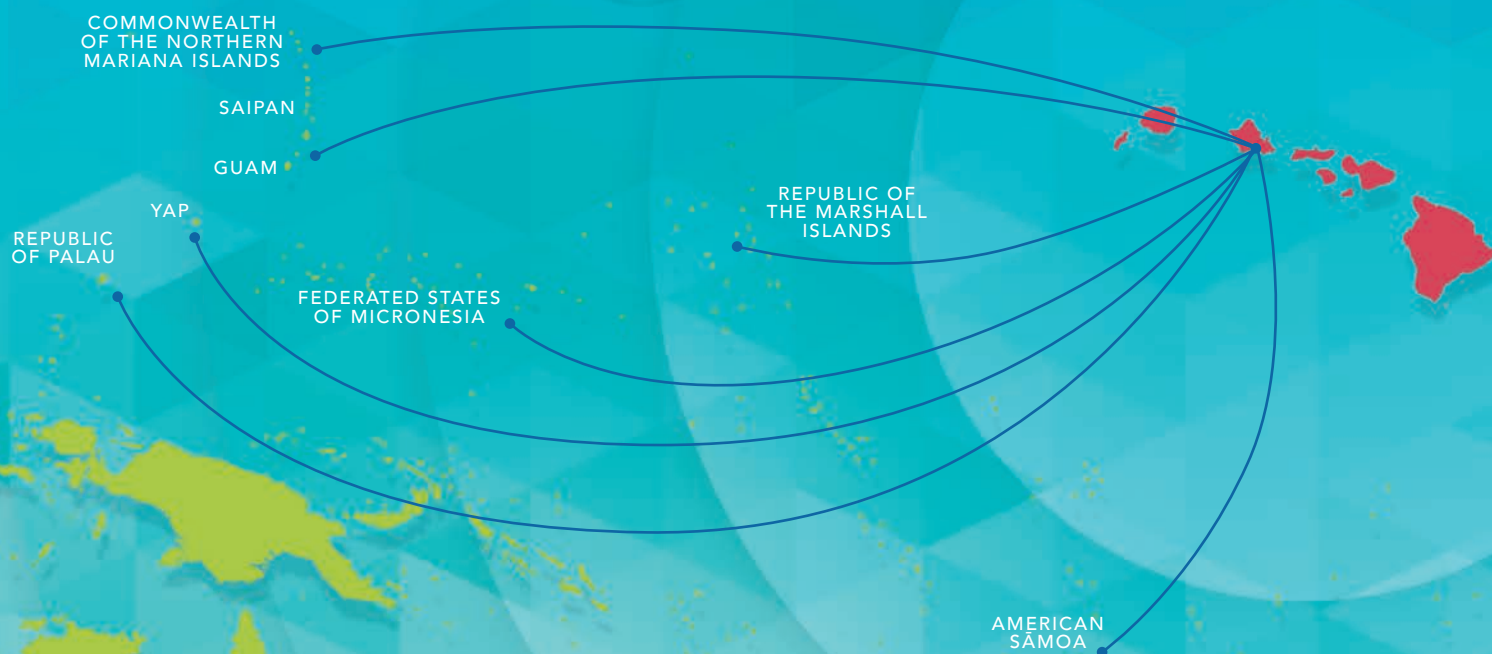 COMMONWEALTH
OF THE NORTHERN
MARIANA ISLANDS
SAIPAN
GUAM
YAP
REPUBLIC
OF PALAU
FEDERATED STATES
OF MICRONESIA
REPUBLIC OF
THE MARSHALL
ISLANDS
AMERICAN
SĀMOA